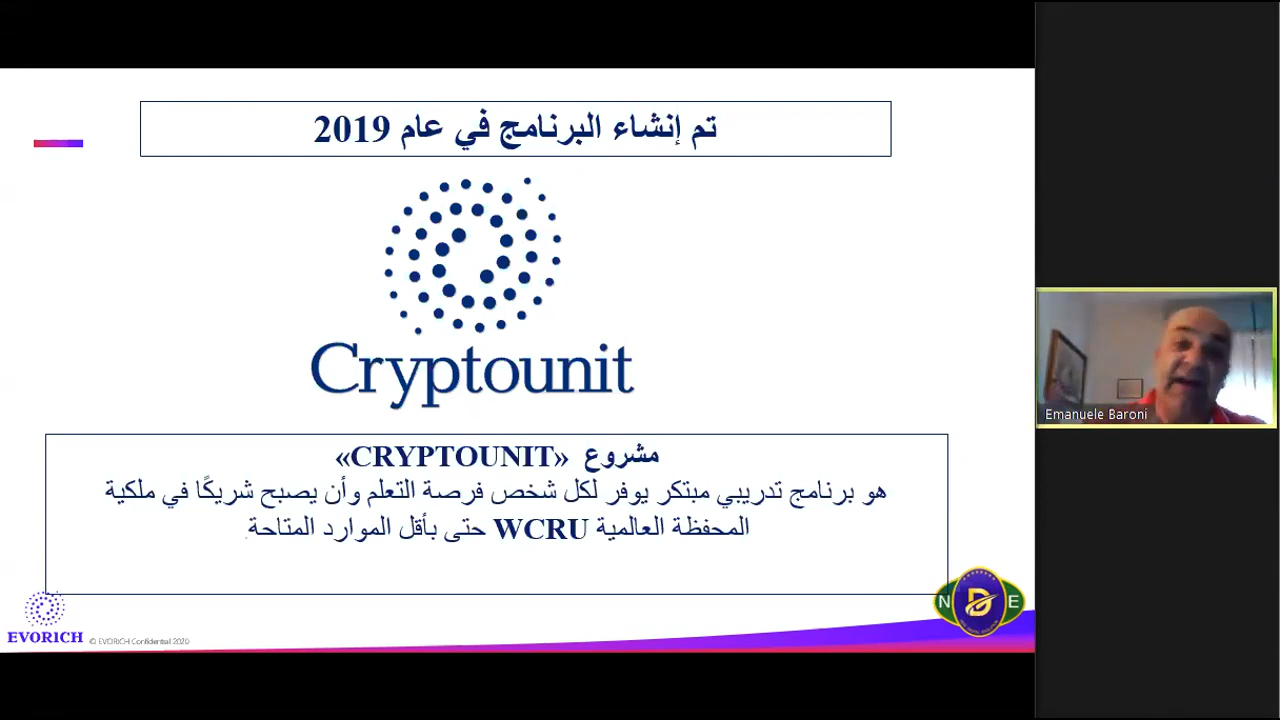 تم إنشاء البرنامج في عام 2019
Cryptounit
مشروع «CRYPTOUNIT»
هو برنامج تدريبي مبتكر يوفر لكل شخص فرصة التعلم وأن يصبح شريكًا في ملكية
المحفظة العالمية WCRU حتى بأقل الموارد المتاحة.
Emanuele Baroni
N D E
EVORICH
© EVORICH Confidential 2020